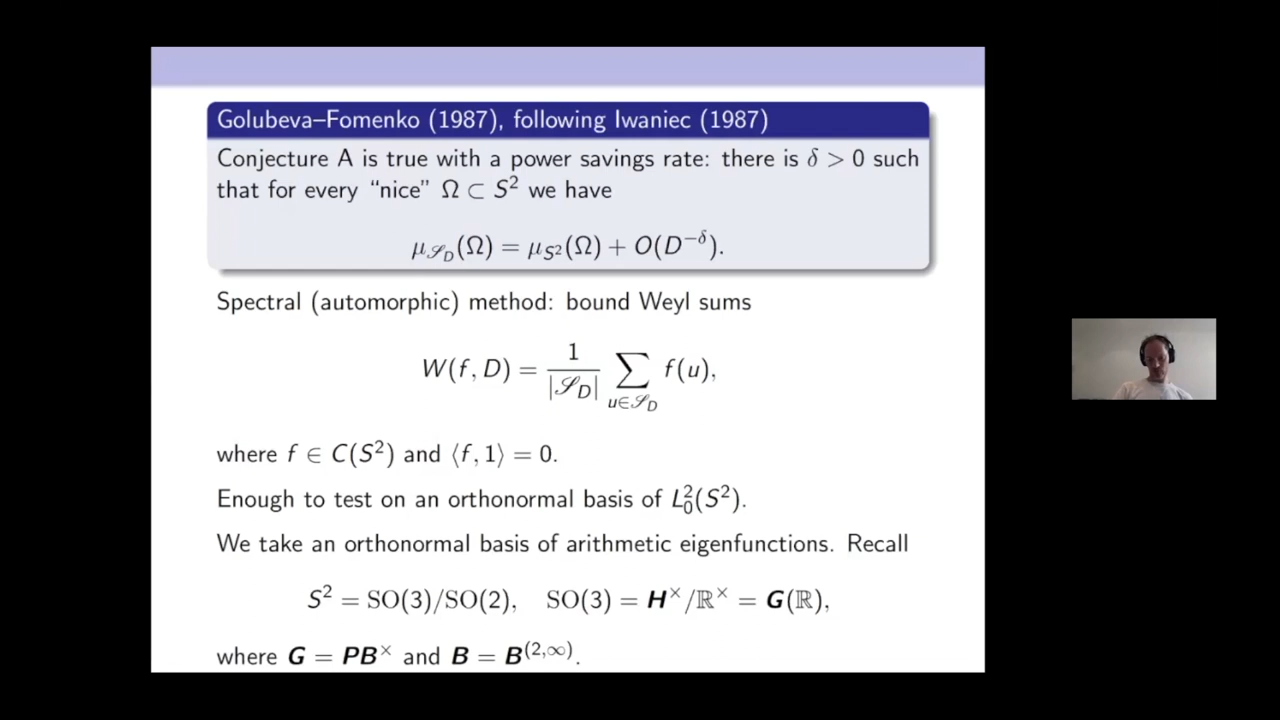 Golubeva–Fomenko (1987), following Iwaniec (1987)
Conjecture A is true with a power savings rate: there is δ > 0 such
that for every “nice” Ω ⊂ S² we have
μ_{𝒮_D}(Ω) = μ_{S²}(Ω) + O(D^{−δ}).
Spectral (automorphic) method: bound Weyl sums
W(f, D) = \frac{1}{|𝒮_D|} ∑_{u∈𝒮_D} f(u),
where f ∈ C(S²) and ⟨f, 1⟩ = 0.
Enough to test on an orthonormal basis of L²₀(S²).
We take an orthonormal basis of arithmetic eigenfunctions. Recall
S² = SO(3)/SO(2), SO(3) = H^×/ℝ^× = G(ℝ),
where G = PB^× and B = B^{(2,∞)}.